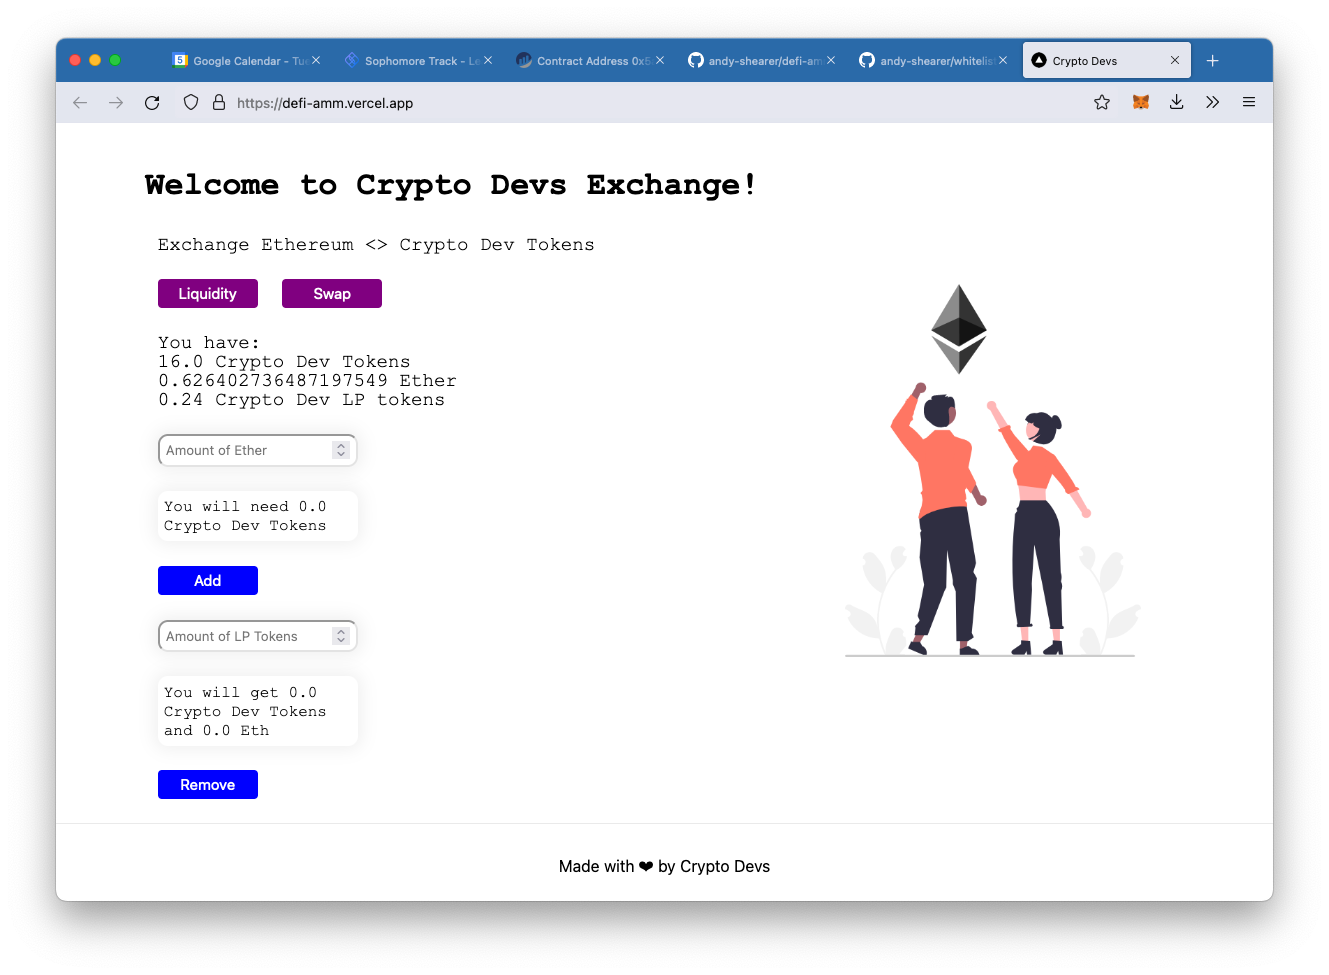 5 Google Calendar - Tu
Sophomore Track - Le
Contract Address 0x5
andy-shearer/defi-am
andy-shearer/whitelis
Crypto Devs
https://defi-amm.vercel.app
Welcome to Crypto Devs Exchange!
Exchange Ethereum <> Crypto Dev Tokens
Liquidity Swap
You have:
16.0 Crypto Dev Tokens
0.626402736487197549 Ether
0.24 Crypto Dev LP tokens
Amount of Ether
You will need 0.0
Crypto Dev Tokens
Add
Amount of LP Tokens
You will get 0.0
Crypto Dev Tokens
and 0.0 Eth
Remove
Made with ❤ by Crypto Devs